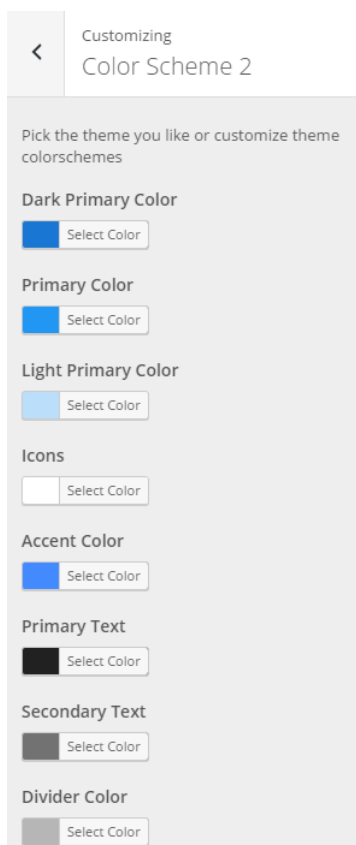 Customizing
Color Scheme 2
Pick the theme you like or customize theme
colorschemes
Dark Primary Color
Select Color
Primary Color
Select Color
Light Primary Color
Select Color
Icons
Select Color
Accent Color
Select Color
Primary Text
Select Color
Secondary Text
Select Color
Divider Color
Select Color